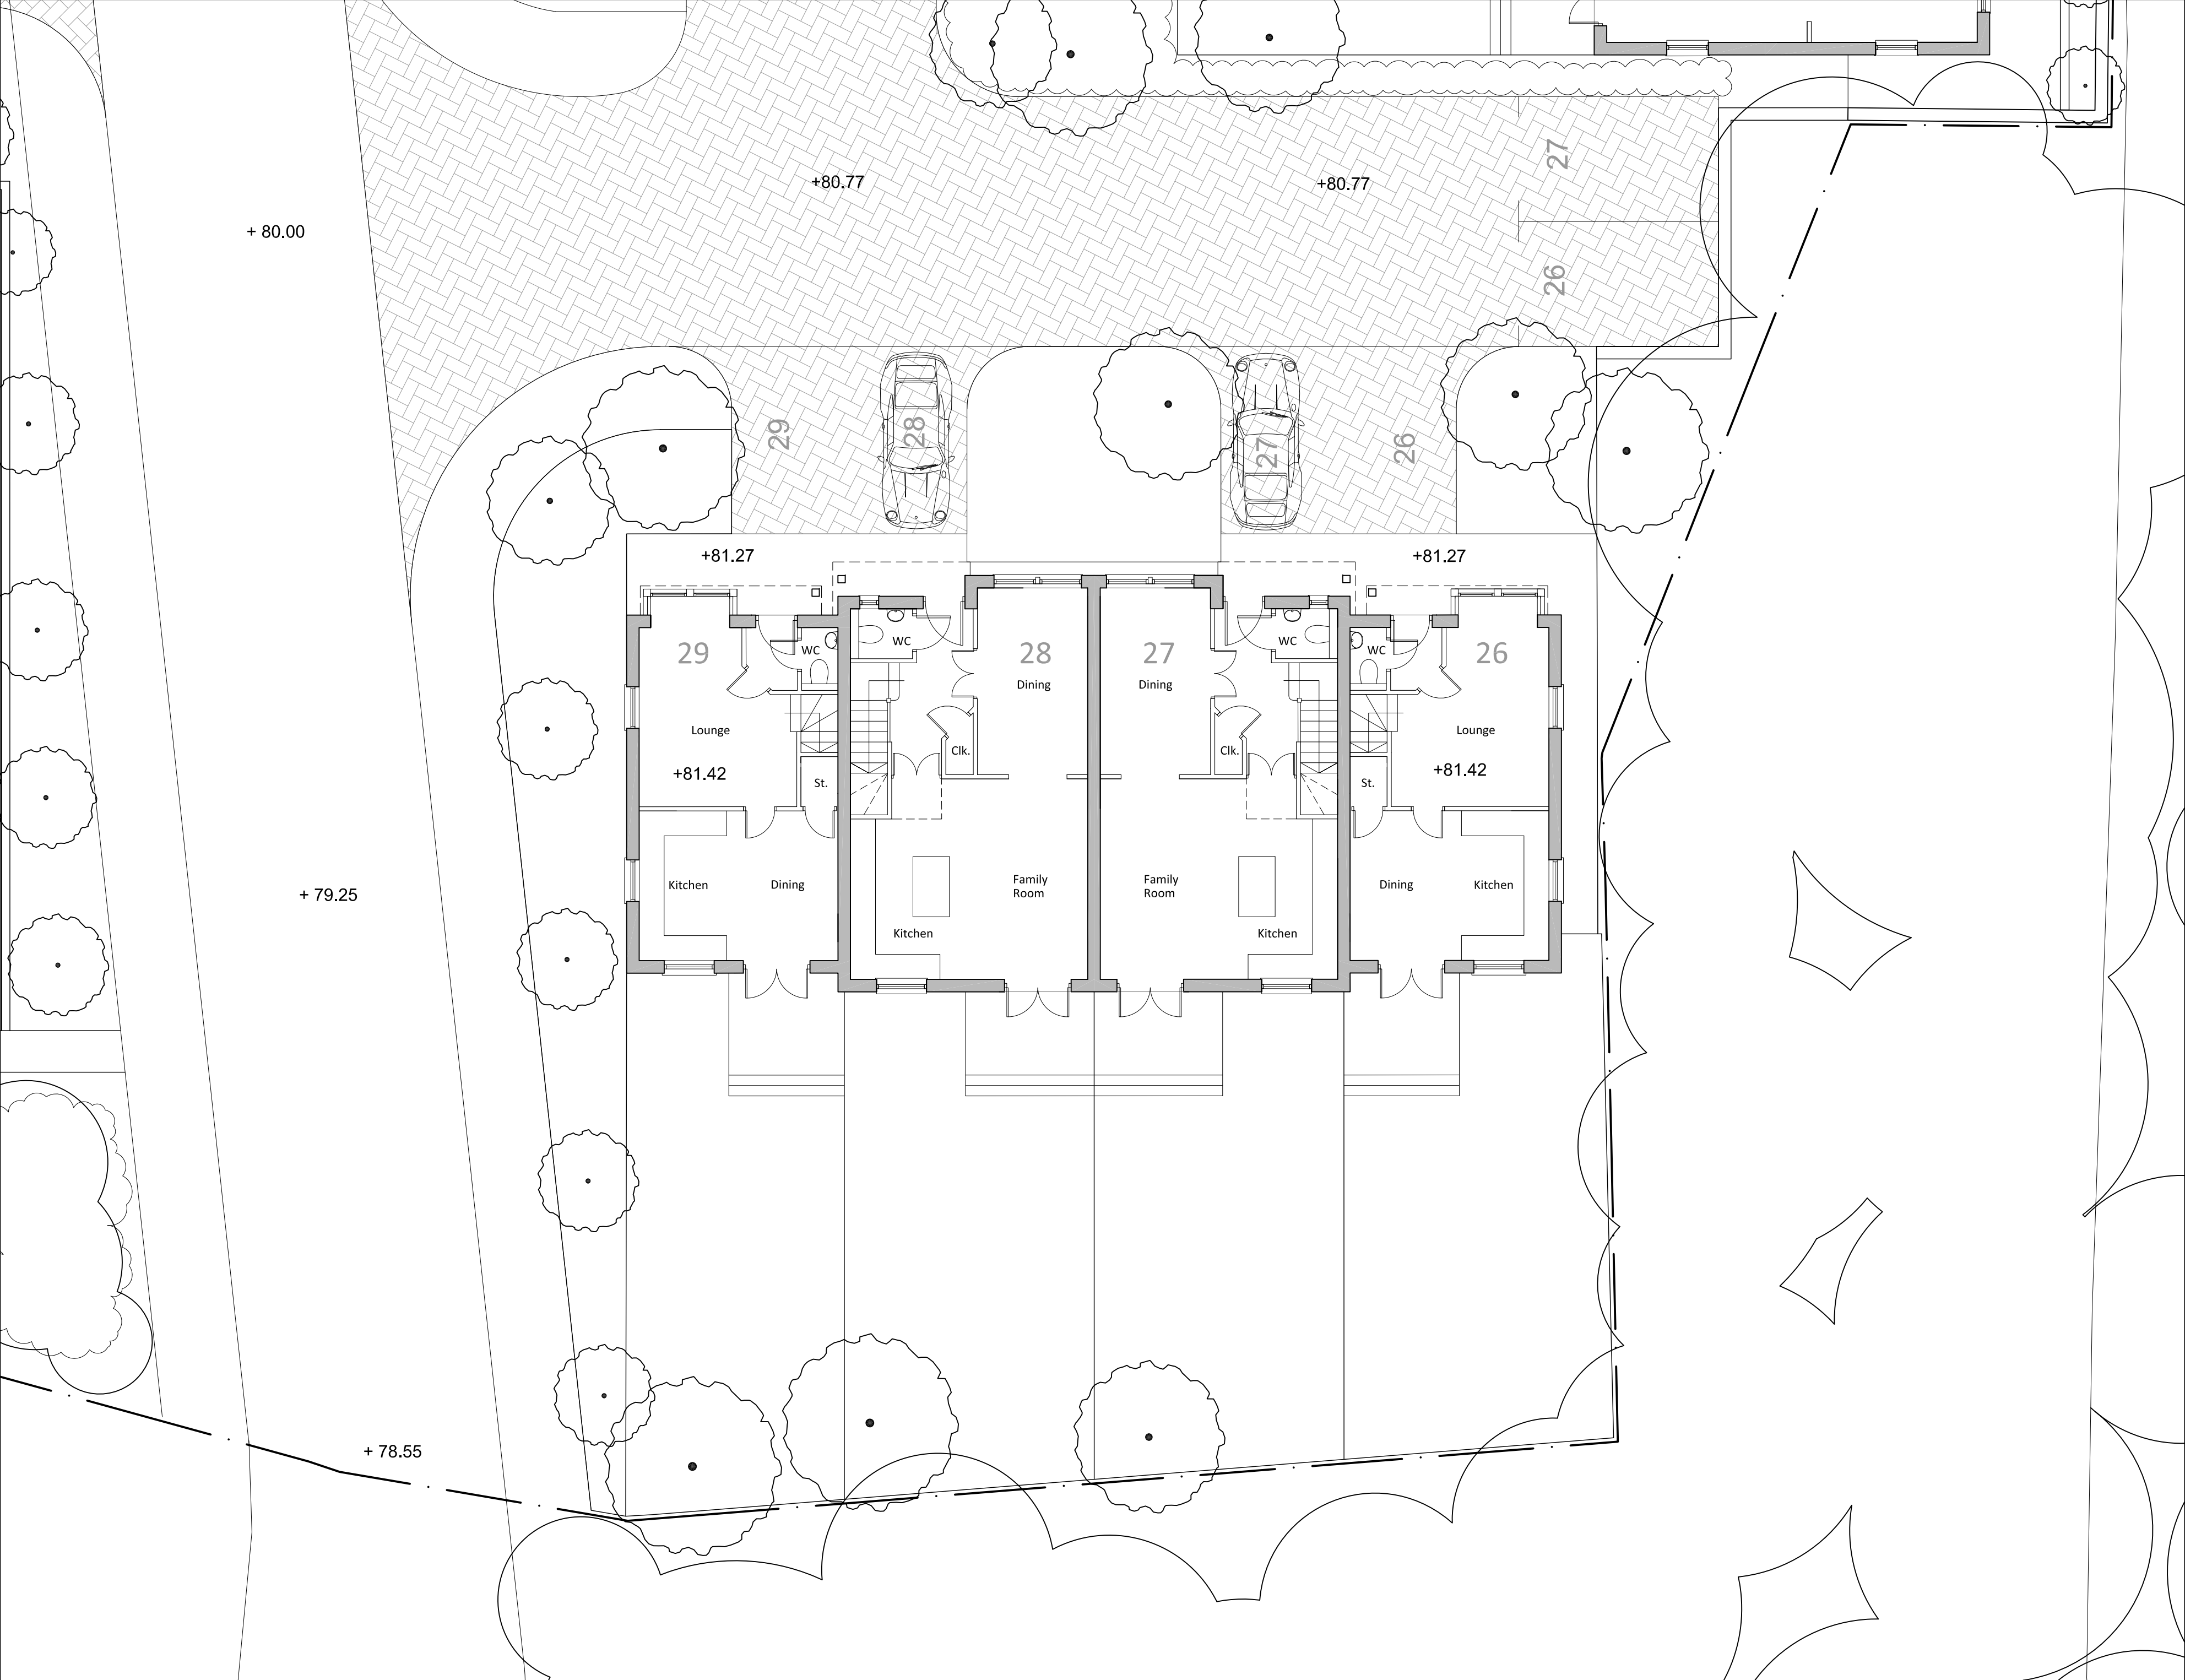 27
+80.77
+80.77
+ 80.00
26
29
28
27
26
+81.27
+81.27
WC
WC
WC
WC
29
28
27
26
Dining
Dining
Lounge
Lounge
Clk.
Clk.
+81.42
+81.42
St.
St.
Kitchen
Dining
Family
Room
Family
Room
Dining
Kitchen
+ 79.25
Kitchen
Kitchen
+ 78.55